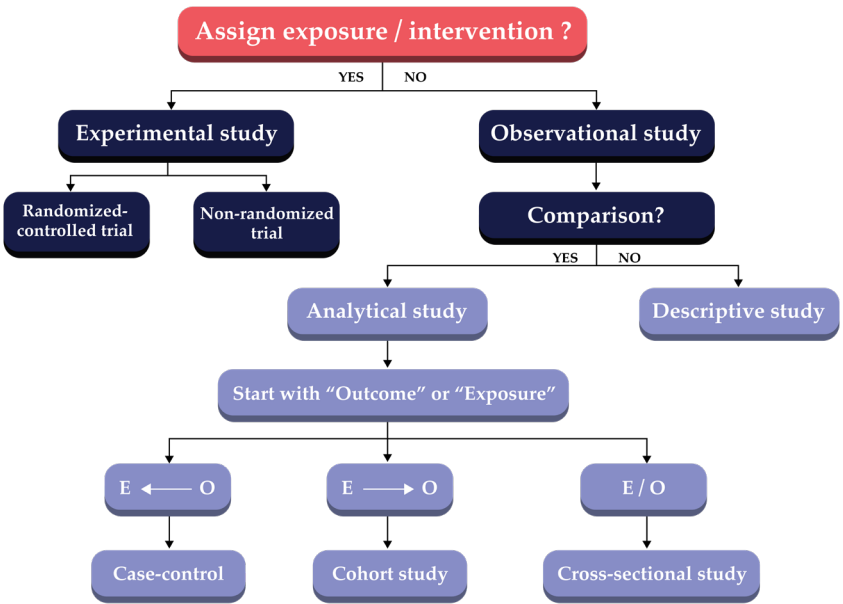 Assign exposure / intervention ?
YES
NO
Experimental study
Observational study
Randomized-
controlled trial
Non-randomized
trial
Comparison?
YES
NO
Analytical study
Descriptive study
Start with “Outcome” or “Exposure”
E ← O
E → O
E / O
Case-control
Cohort study
Cross-sectional study